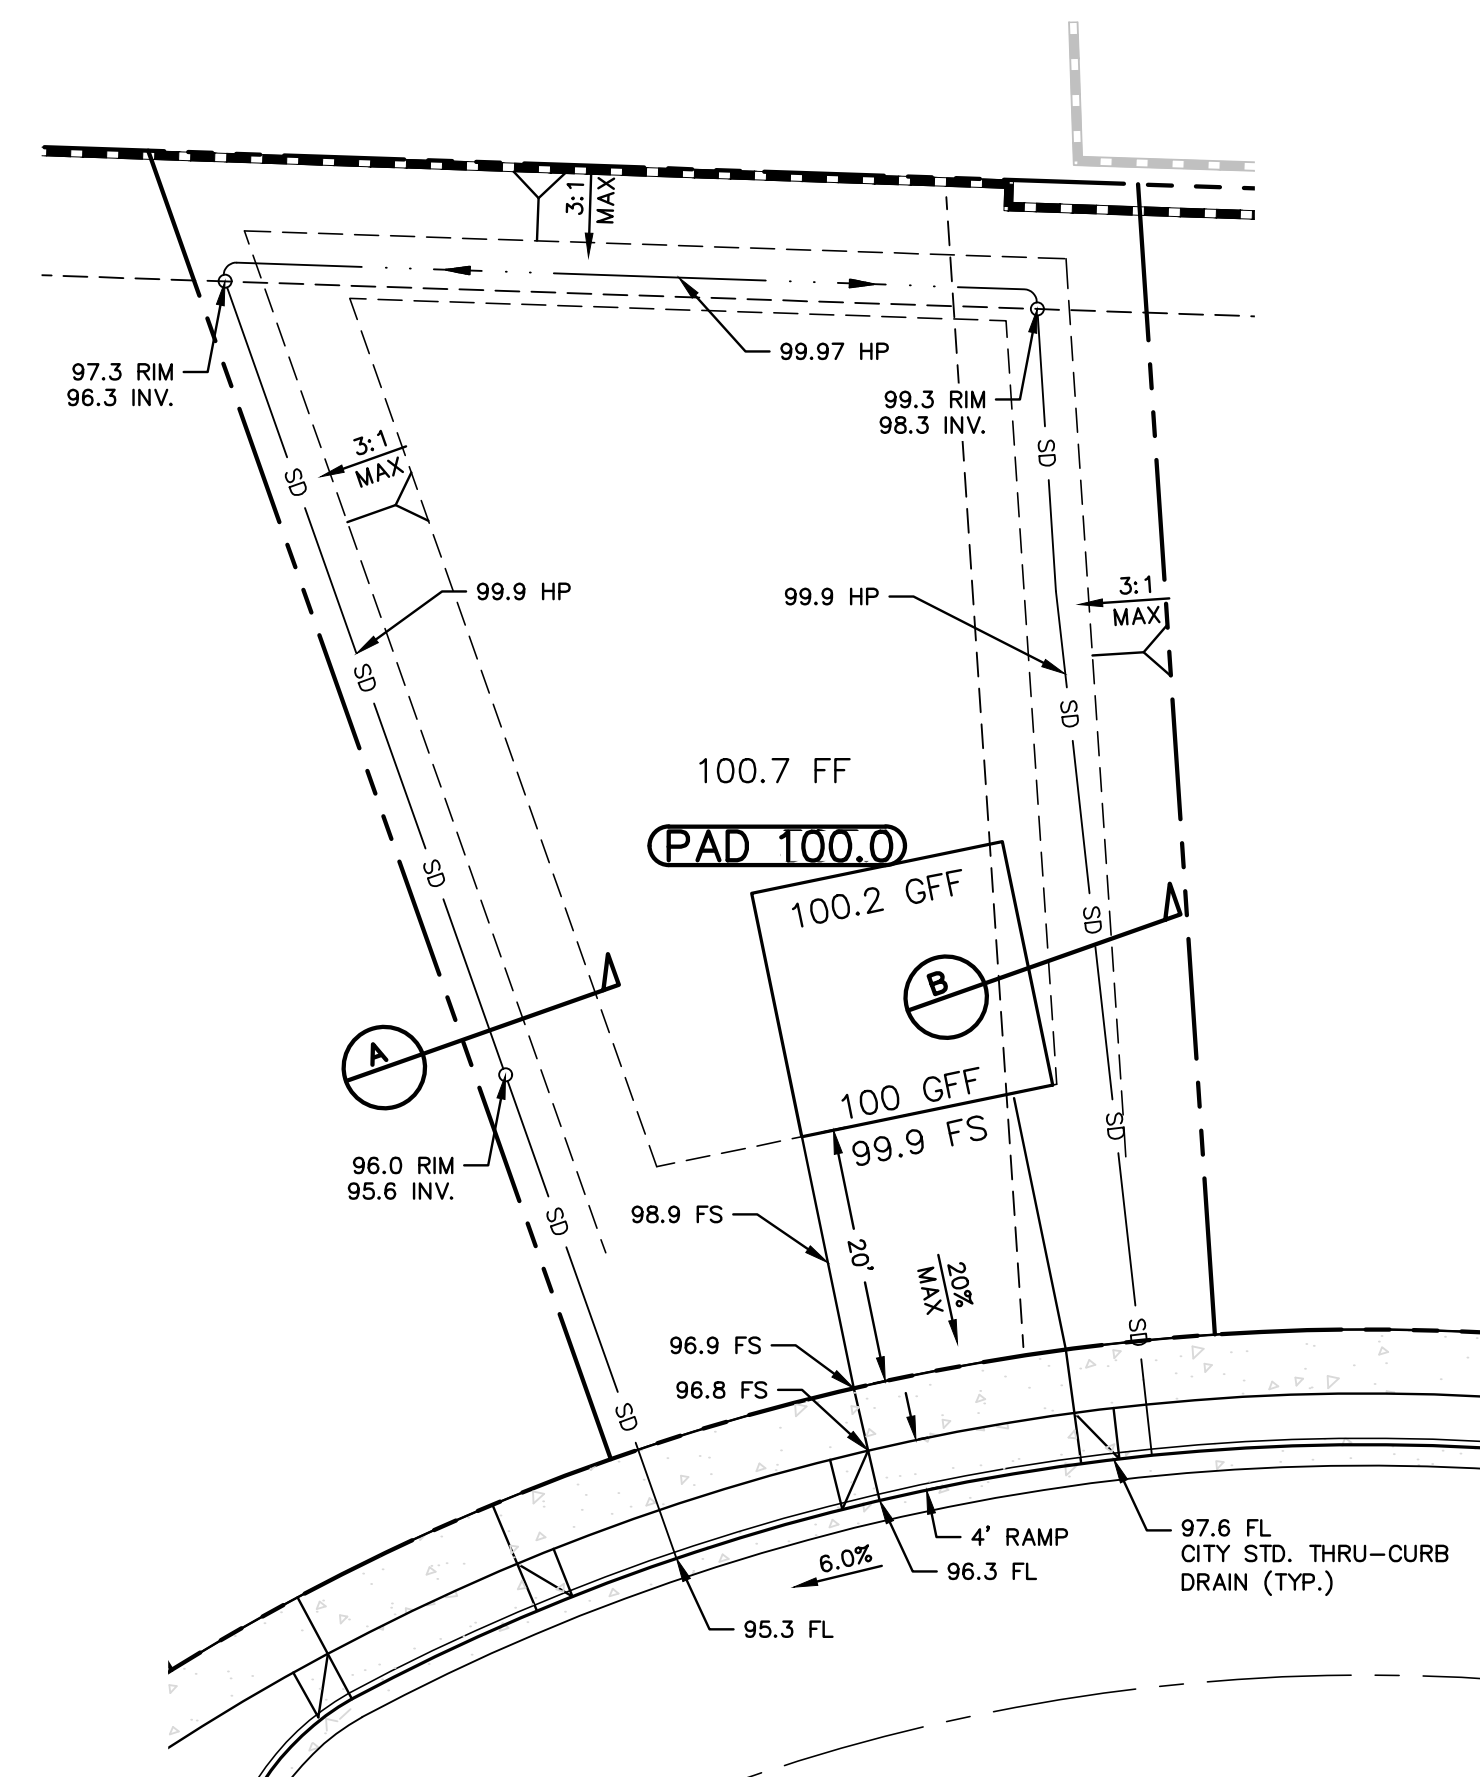 3:1
MAX
99.97 HP
97.3 RIM
96.3 INV.
99.3 RIM
98.3 INV.
3:1
MAX
SD
SD
99.9 HP
99.9 HP
3:1
MAX
SD
SD
100.7 FF
PAD 100.0
SD
100.2 GFF
SD
B
A
100 GFF
99.9 FS
SD
96.0 RIM
95.6 INV.
98.9 FS
SD
20'
20%
MAX
96.9 FS
SD
96.8 FS
SD
4' RAMP
97.6 FL
CITY STD. THRU-CURB
DRAIN (TYP.)
6.0%
96.3 FL
95.3 FL